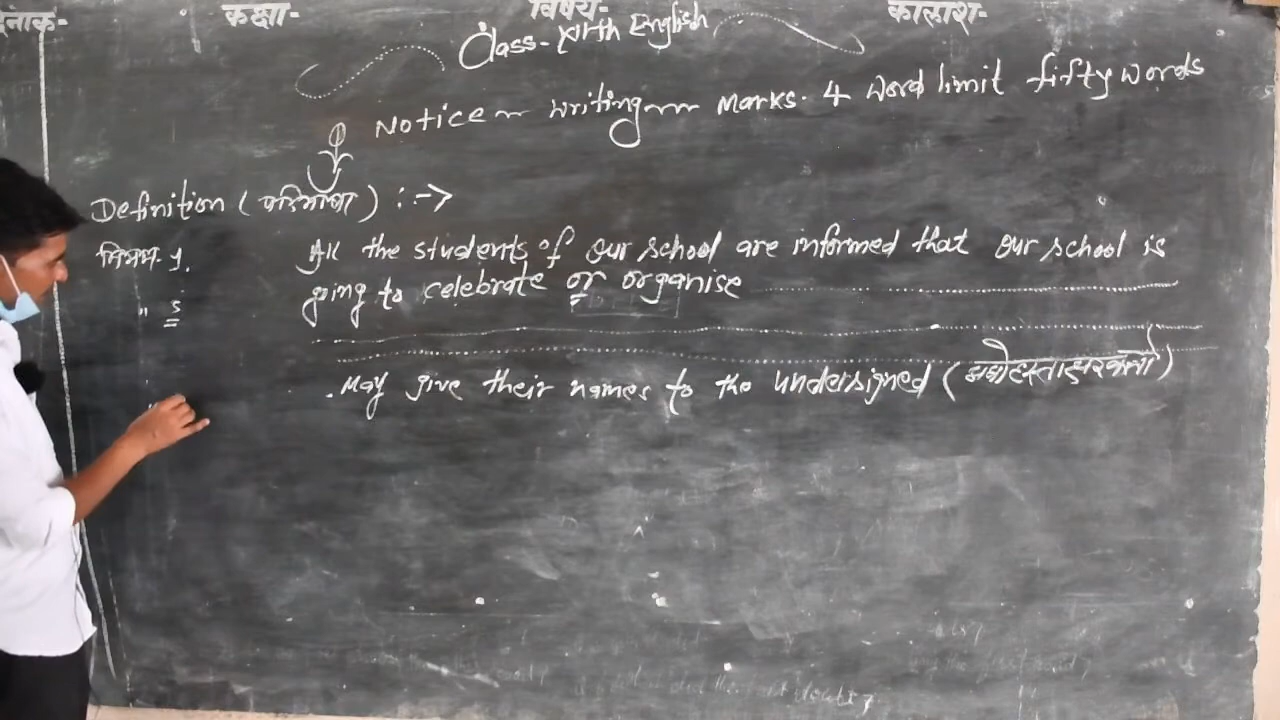 दिनांक- कक्षा- विषय- कालांश-
Class- XIIth English
Notice writing Marks. 4 Word limit fifty words
Definition (परिभाषा) :->
नियम 1. All the students of our school are informed that our school is
going to celebrate or organise
" 2
.May give their names to the undersigned (अधोहस्ताक्षरकर्ता)